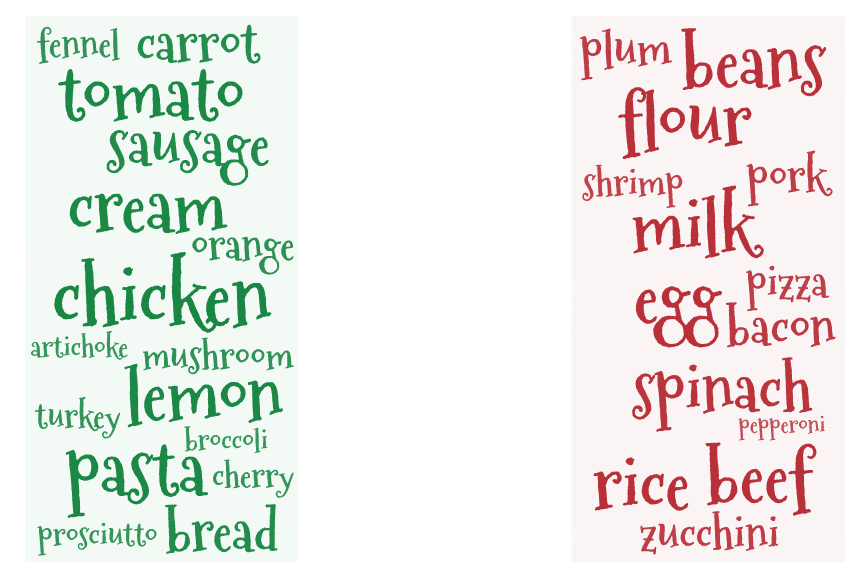 fennel carrot
tomato
sausage
cream
orange
chicken
artichoke mushroom
lemon
turkey
broccoli
pasta cherry
prosciutto bread
plum beans
flour
shrimp pork
milk
egg pizza
bacon
spinach
pepperoni
rice beef
zucchini